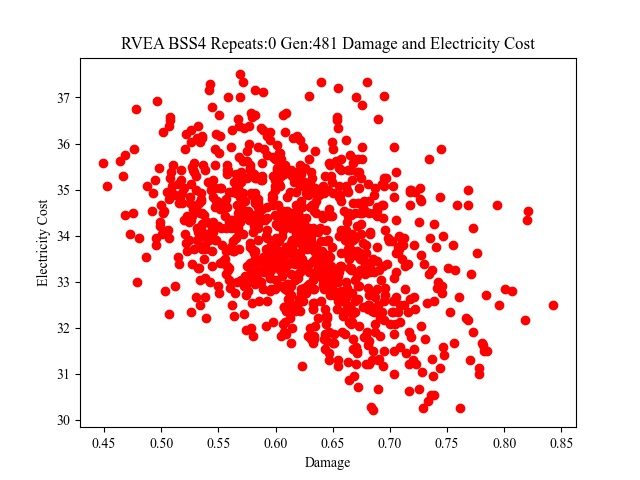 RVEA BSS4 Repeats:0 Gen:481 Damage and Electricity Cost
37
36
35
34
33
32
31
30
Electricity Cost
0.45 0.50 0.55 0.60 0.65 0.70 0.75 0.80 0.85
Damage